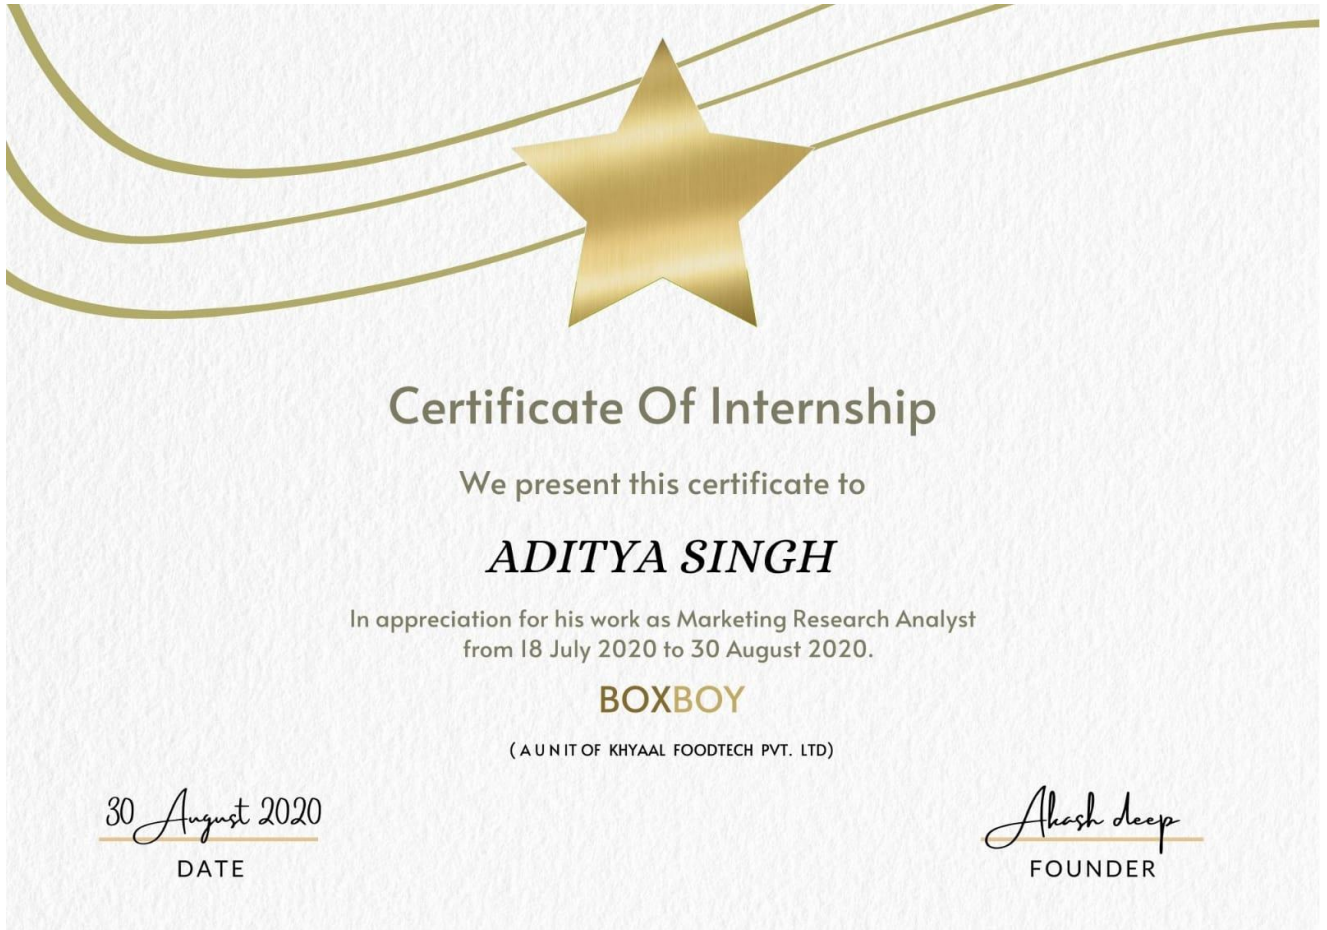 Certificate Of Internship
We present this certificate to
ADITYA SINGH
In appreciation for his work as Marketing Research Analyst
from 18 July 2020 to 30 August 2020.
BOXBOY
( A U N I T OF KHYAAL FOODTECH PVT. LTD)
30 August 2020
DATE
Akash deep
FOUNDER